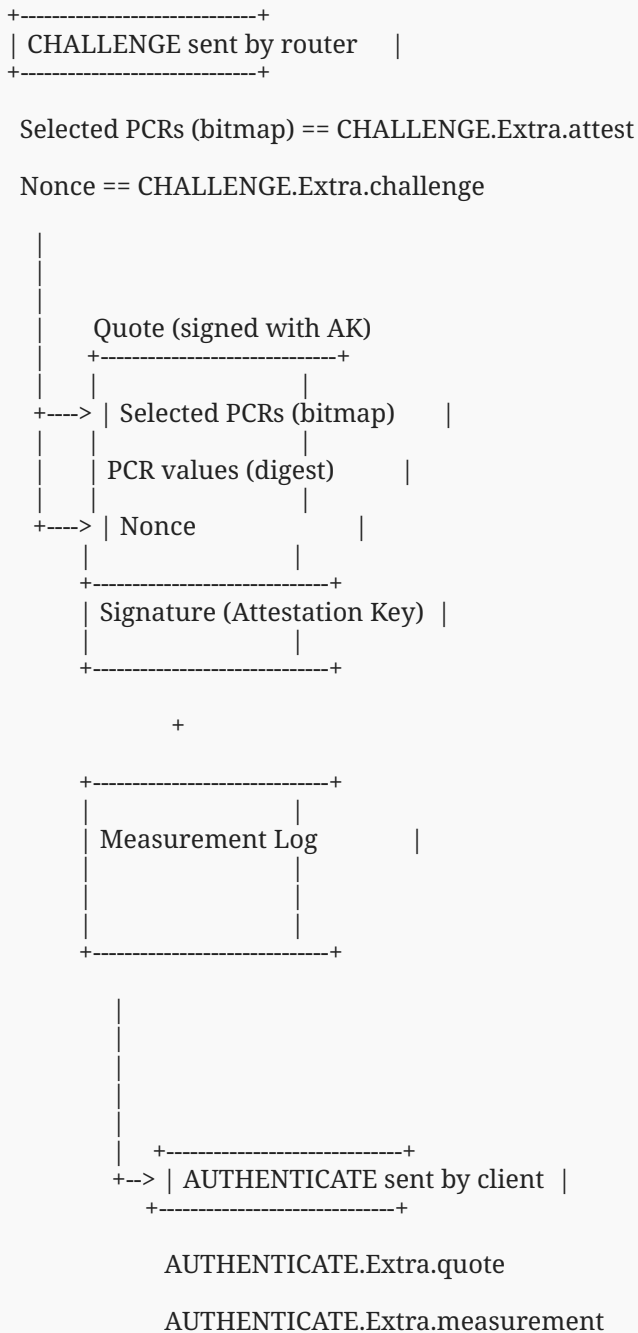 CHALLENGE sent by router
Selected PCRs (bitmap) == CHALLENGE.Extra.attest
Nonce == CHALLENGE.Extra.challenge
Quote (signed with AK)
Selected PCRs (bitmap)
PCR values (digest)
Nonce
Signature (Attestation Key)
+
Measurement Log
AUTHENTICATE sent by client
AUTHENTICATE.Extra.quote
AUTHENTICATE.Extra.measurement